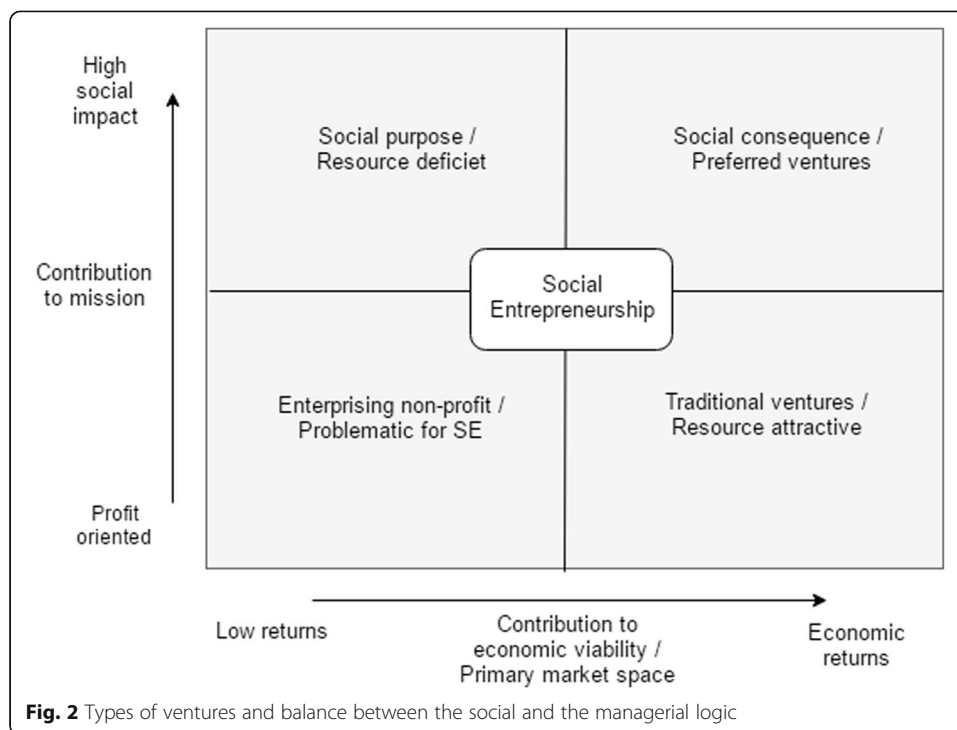 High
social
impact
Social purpose /
Resource deficiet
Social consequence /
Preferred ventures
Contribution
to mission
Social
Entrepreneurship
Enterprising non-profit /
Problematic for SE
Traditional ventures /
Resource attractive
Profit
oriented
Low returns
Contribution to
economic viability /
Primary market space
Economic
returns
Fig. 2 Types of ventures and balance between the social and the managerial logic